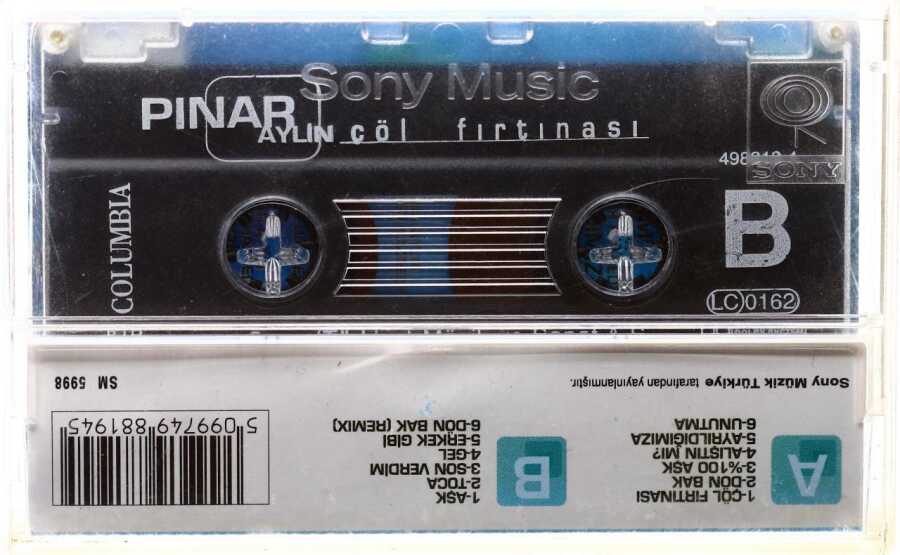 Sony Music
PINAR
AYLIN çöl fırtınası
SONY
B
COLUMBIA
LC 0162
A
1-ÇÖL FIRTINASI
2-DÖN BAK
3-%100 AŞK
4-ALIŞTIN MI?
5-AYRILDIĞIMIZA
6-UNUTMA
B
1-AŞK
2-TOCA
3-SON VERDİM
4-GEL
5-ERKEK GİBİ
6-DÖN BAK (REMIX)
5 099749 881945
Sony Müzik Türkiye tarafından yayınlanmıştır.
SM 5998